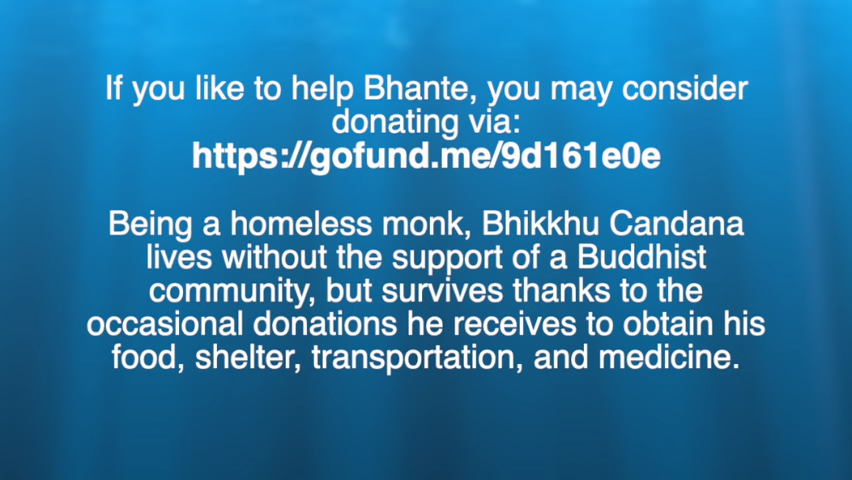 If you like to help Bhante, you may consider
donating via:
https://gofund.me/9d161e0e
Being a homeless monk, Bhikkhu Candana
lives without the support of a Buddhist
community, but survives thanks to the
occasional donations he receives to obtain his
food, shelter, transportation, and medicine.